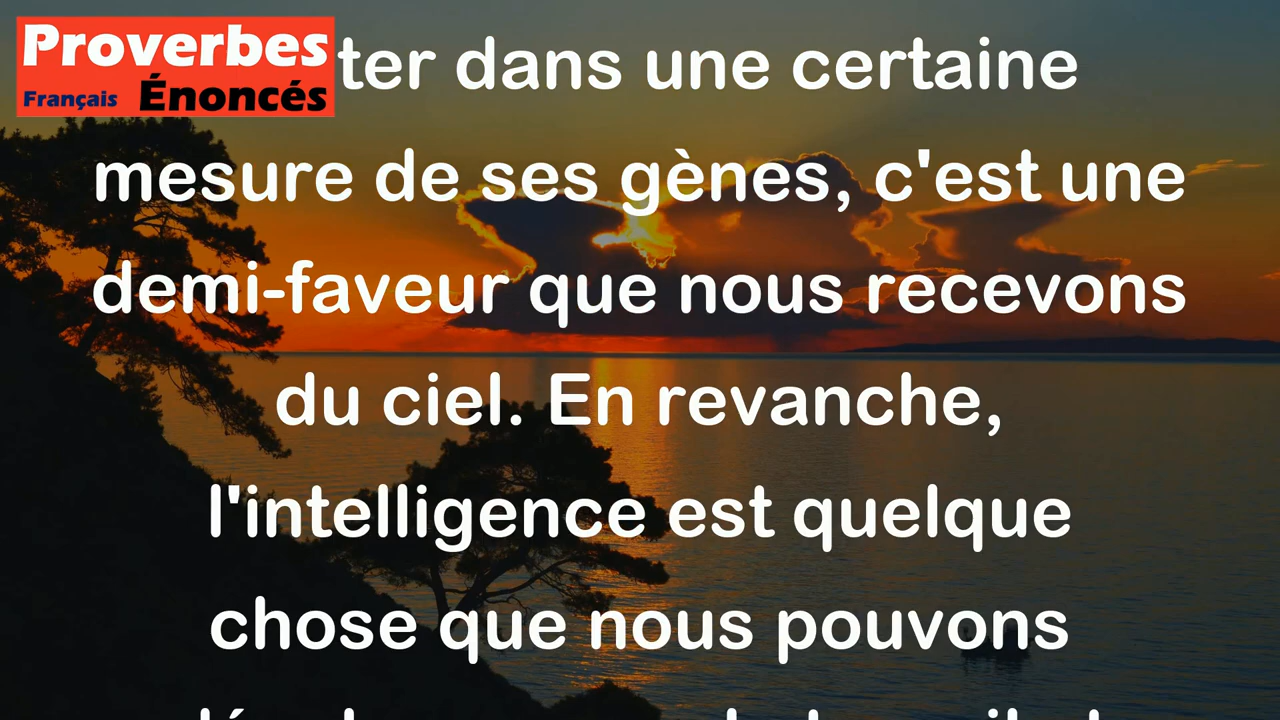 Proverbes
Français Énoncés
ter dans une certaine
mesure de ses gènes, c'est une
demi-faveur que nous recevons
du ciel. En revanche,
l'intelligence est quelque
chose que nous pouvons